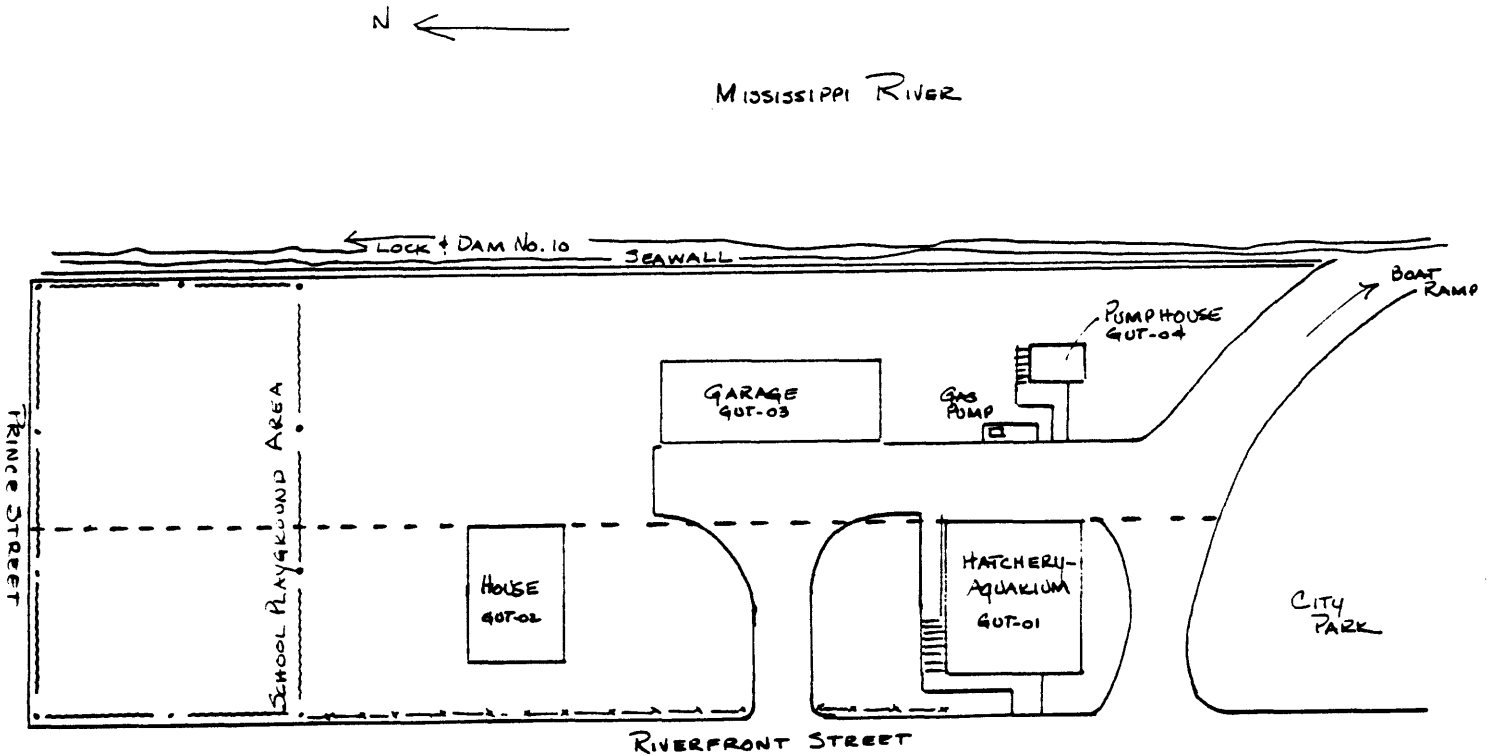 N
MISSISSIPPI RIVER
LOCK & DAM No. 10
SEAWALL
BOAT
RAMP
PUMPHOUSE
GUT-04
GARAGE
GUT-03
GAS
PUMP
PRINCE STREET
SCHOOL PLAYGROUND AREA
HOUSE
GUT-02
HATCHERY-
AQUARIUM
GUT-01
CITY
PARK
RIVERFRONT STREET